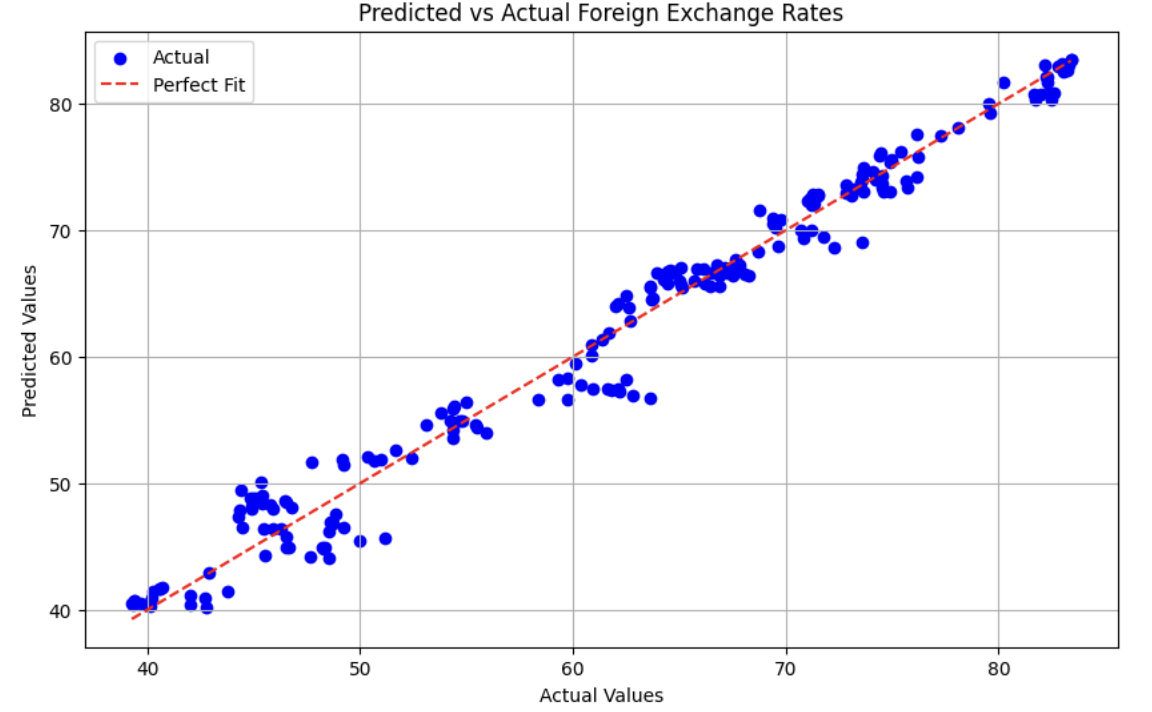 Predicted vs Actual Foreign Exchange Rates
Actual
Perfect Fit
Predicted Values
80
70
60
50
40
40 50 60 70 80
Actual Values